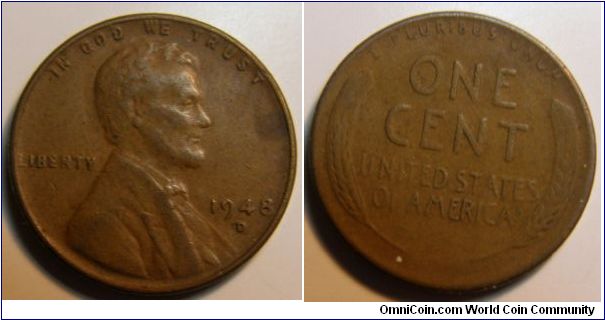 IN GOD WE TRUST
LIBERTY
1948
D
E PLURIBUS UNUM
ONE
CENT
UNITED STATES
OF AMERICA
OmniCoin.com World Coin Community